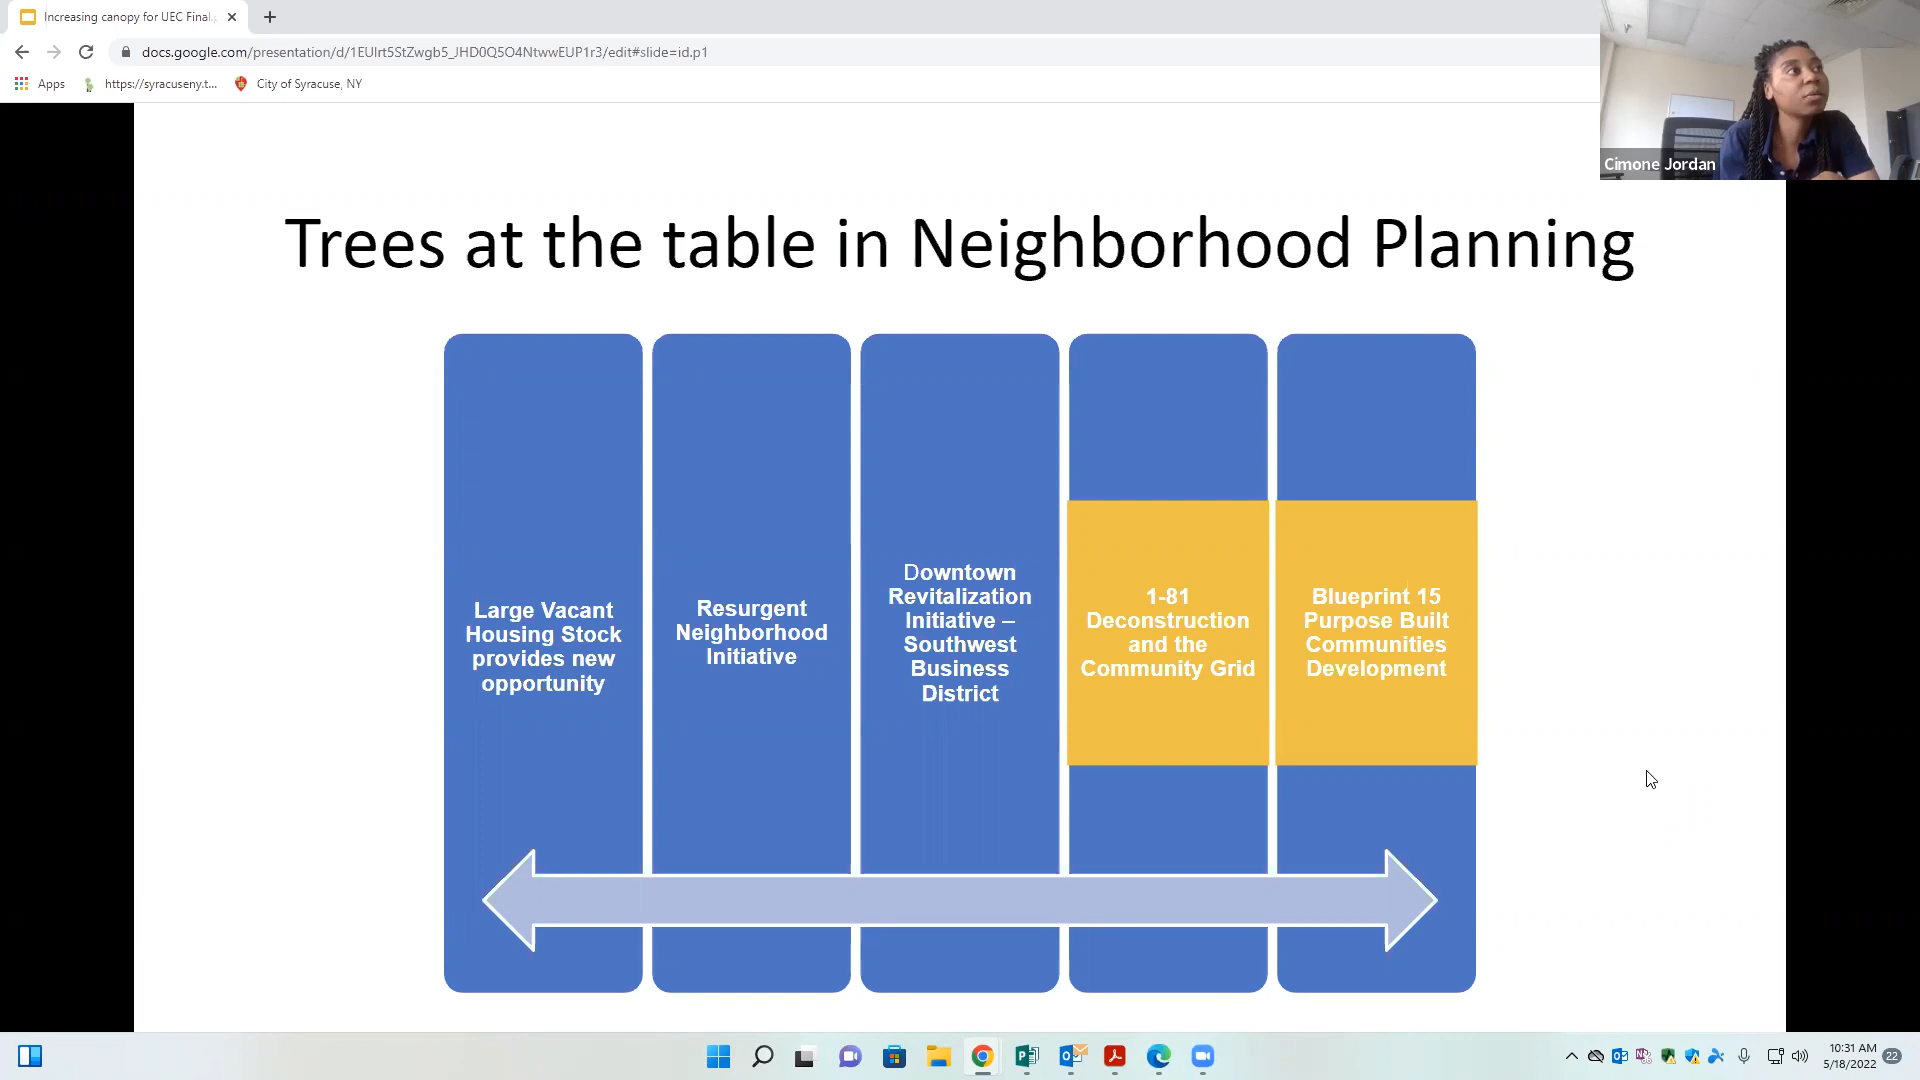 Increasing canopy for UEC Final.
docs.google.com/presentation/d/1EUlrt5StZwgb5_JHD0Q5O4NtwwEUP1r3/edit#slide=id.p1
Apps
https://syracuseny.t...
City of Syracuse, NY
Cimone Jordan
Trees at the table in Neighborhood Planning
Large Vacant
Housing Stock
provides new
opportunity
Resurgent
Neighborhood
Initiative
Downtown
Revitalization
Initiative –
Southwest
Business
District
1-81
Deconstruction
and the
Community Grid
Blueprint 15
Purpose Built
Communities
Development
10:31 AM
5/18/2022
22